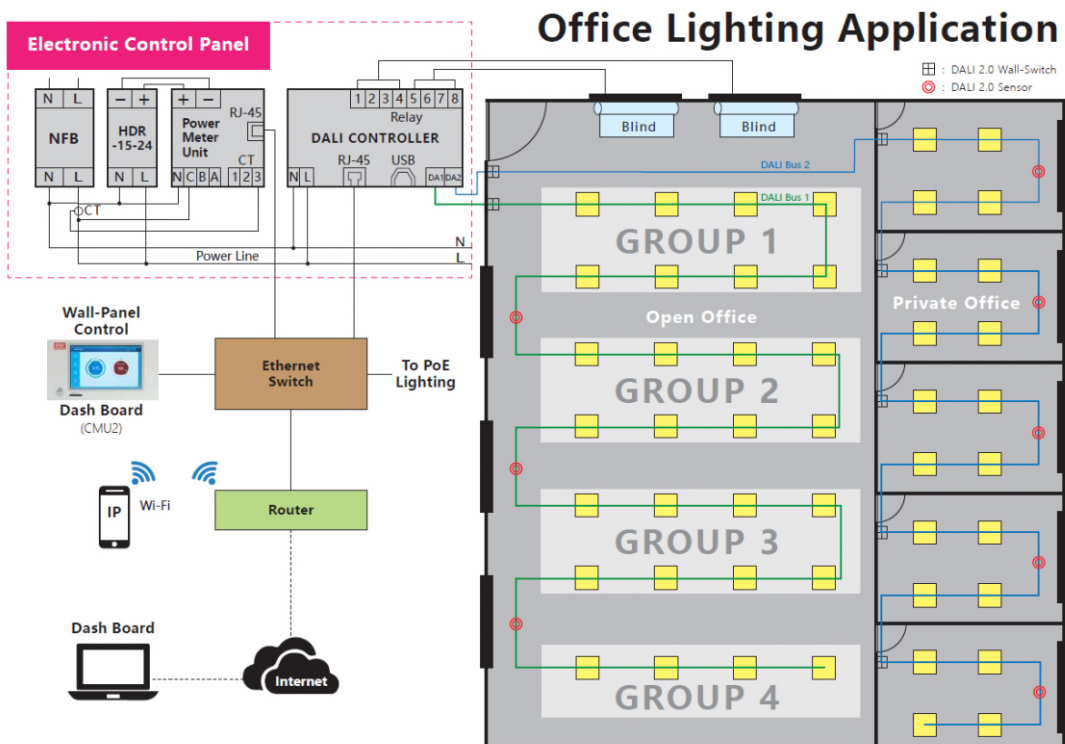 Office Lighting Application
Electronic Control Panel
: DALI 2.0 Wall-Switch
: DALI 2.0 Sensor
N L
NFB
N L
− +
HDR
-15-24
N L
+ −
RJ-45
Power
Meter
Unit
CT
N C B A 1 2 3
1 2 3 4 5 6 7 8
Relay
DALI CONTROLLER
RJ-45 USB
N L
DA1 DA2
CT
N
Power Line
L
Blind
Blind
DALI Bus 2
DALI Bus 1
GROUP 1
Open Office
Private Office
GROUP 2
GROUP 3
GROUP 4
Wall-Panel
Control
Dash Board
(CMU2)
Ethernet
Switch
To PoE
Lighting
IP
Wi-Fi
Router
Dash Board
Internet